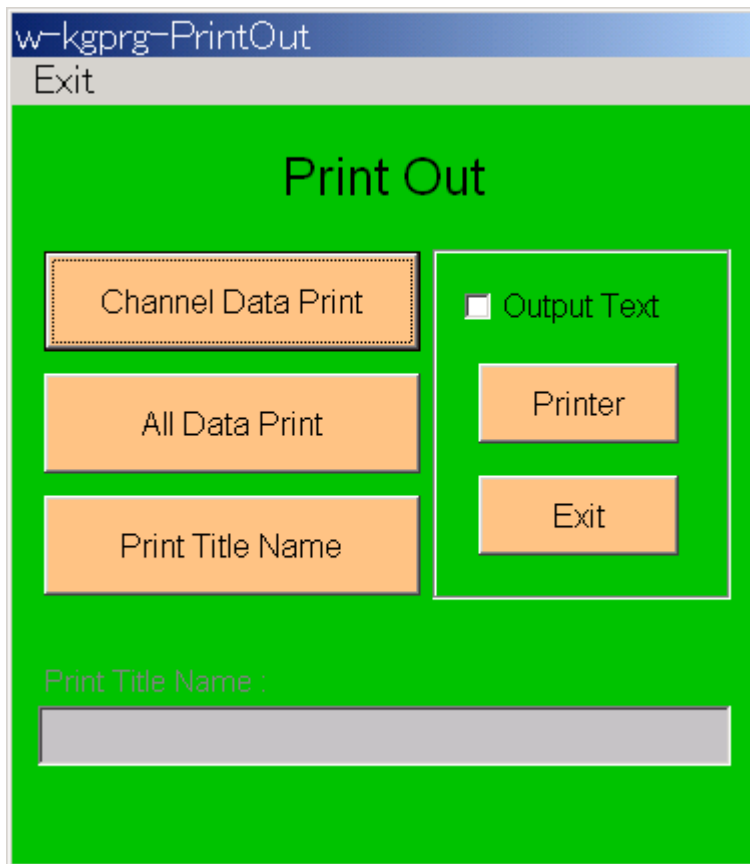 w-kgprg-PrintOut
Exit
Print Out
Channel Data Print
All Data Print
Print Title Name
Output Text
Printer
Exit
Print Title Name :